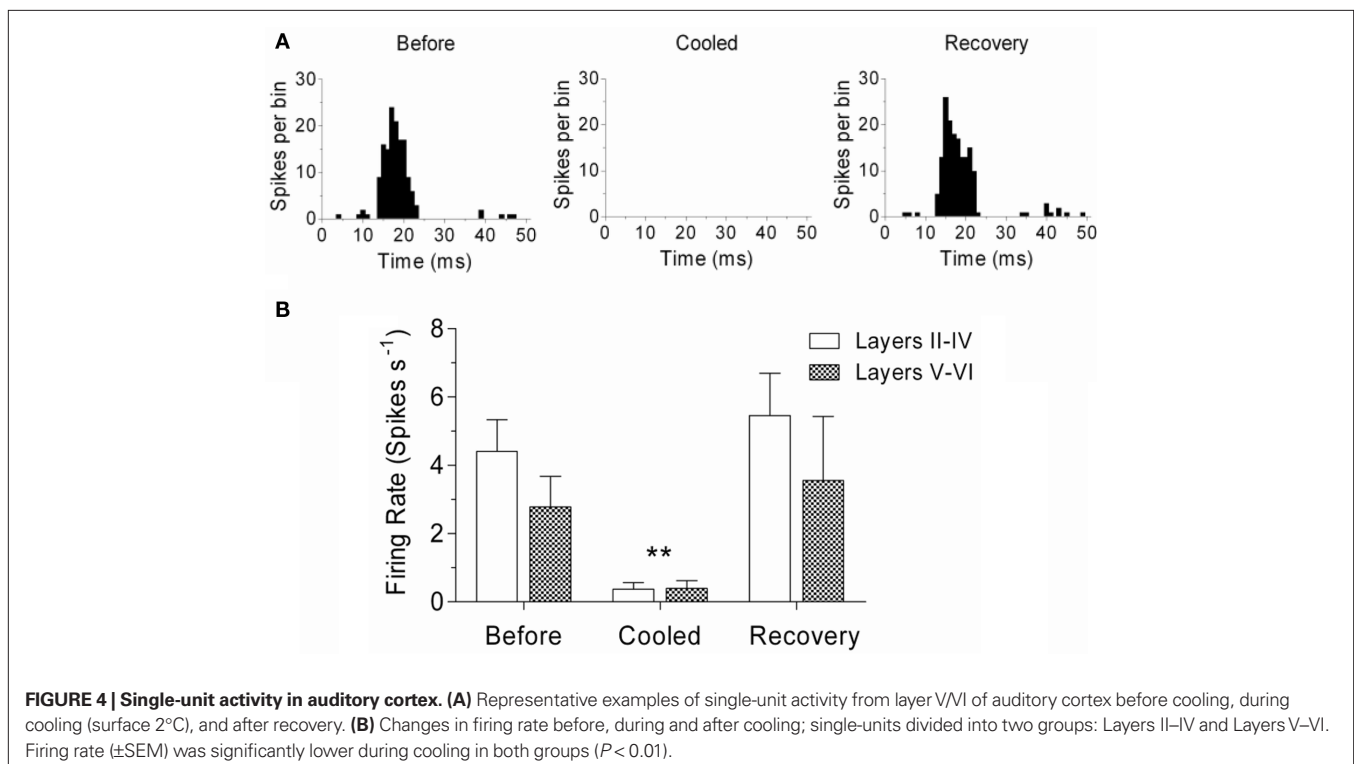 A
Before
Cooled
Recovery
Spikes per bin
30
20
10
0
0 10 20 30 40 50
Time (ms)
Spikes per bin
30
20
10
0
0 10 20 30 40 50
Time (ms)
Spikes per bin
30
20
10
0
0 10 20 30 40 50
Time (ms)
B
Firing Rate (Spikes s⁻¹)
8
6
4
2
0
Layers II-IV
Layers V-VI
**
Before Cooled Recovery
FIGURE 4 | Single-unit activity in auditory cortex. (A) Representative examples of single-unit activity from layer V/VI of auditory cortex before cooling, during
cooling (surface 2°C), and after recovery. (B) Changes in firing rate before, during and after cooling; single-units divided into two groups: Layers II–IV and Layers V–VI.
Firing rate (±SEM) was significantly lower during cooling in both groups (P < 0.01).